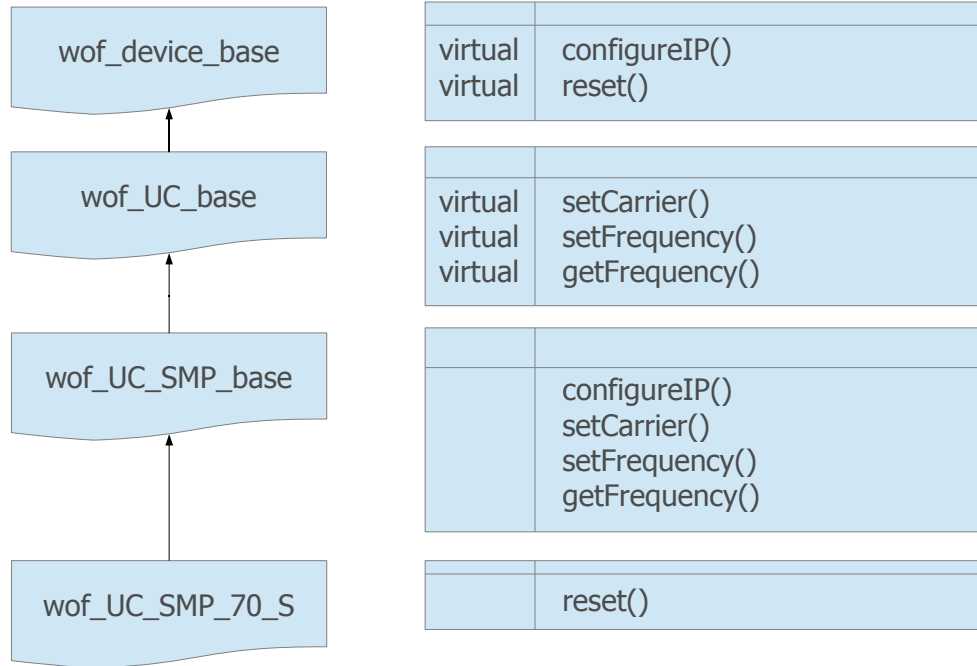 wof_device_base
virtual configureIP()
virtual reset()
wof_UC_base
virtual setCarrier()
virtual setFrequency()
virtual getFrequency()
wof_UC_SMP_base
configureIP()
setCarrier()
setFrequency()
getFrequency()
wof_UC_SMP_70_S
reset()